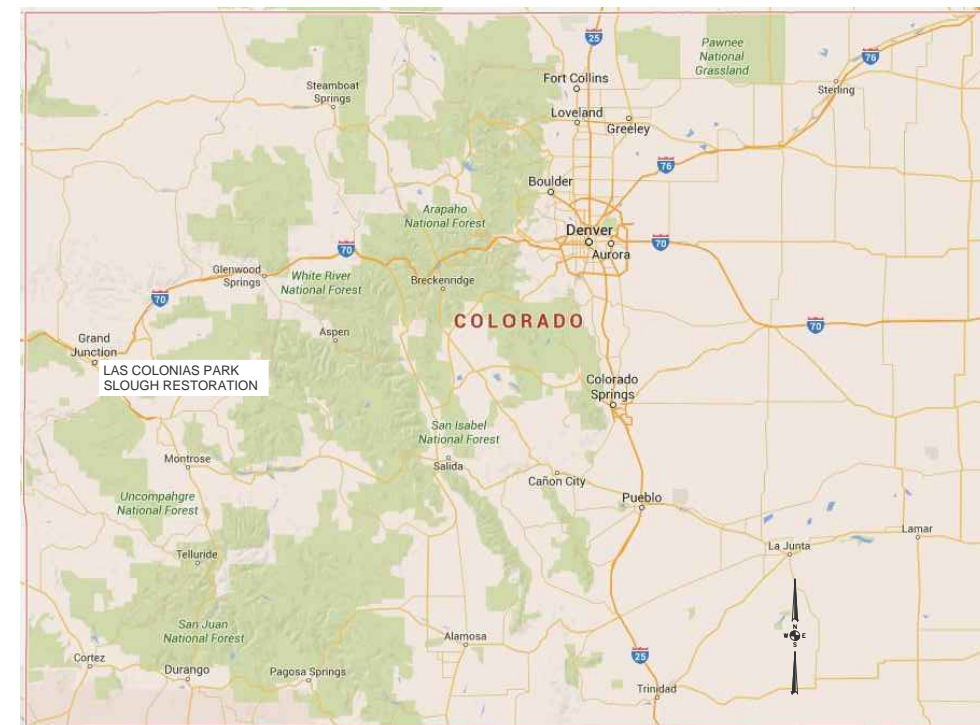 25
Pawnee
National
Grassland
76
Fort Collins
Steamboat
Springs
Sterling
Loveland
Greeley
76
Boulder
Arapaho
National Forest
Denver
70
70
Aurora
Glenwood
Springs
White River
National Forest
Breckenridge
70
COLORADO
70
Aspen
Grand
Junction
LAS COLONIAS PARK
SLOUGH RESTORATION
Colorado
Springs
San Isabel
National Forest
Montrose
Salida
Cañon City
Uncompahgre
National Forest
Pueblo
Lamar
La Junta
Telluride
San Juan
National Forest
Alamosa
N
W E
S
Cortez
Durango
Pagosa Springs
25
Trinidad